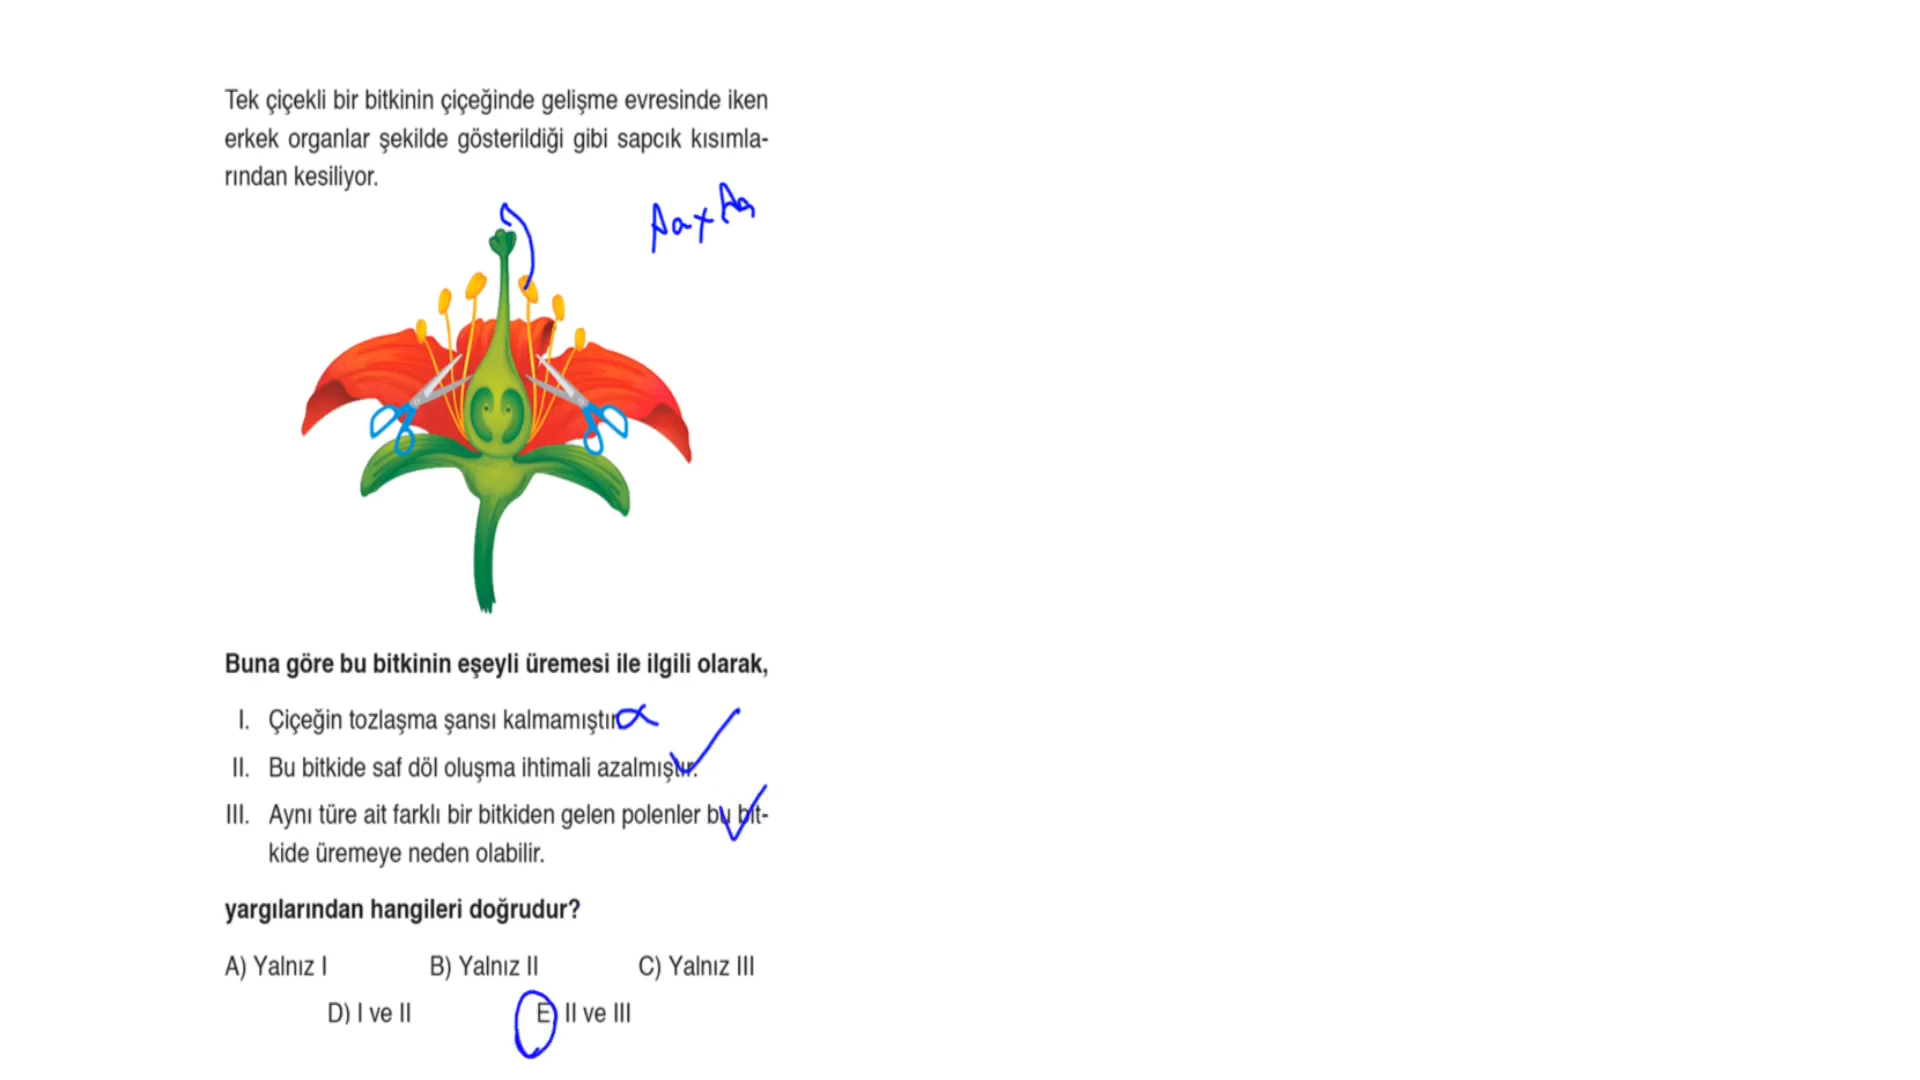 Tek çiçekli bir bitkinin çiçeğinde gelişme evresinde iken
erkek organlar şekilde gösterildiği gibi sapcık kısımla-
rından kesiliyor.
AaxAa
Buna göre bu bitkinin eşeyli üremesi ile ilgili olarak,
I. Çiçeğin tozlaşma şansı kalmamıştır.
II. Bu bitkide saf döl oluşma ihtimali azalmıştır.
III. Aynı türe ait farklı bir bitkiden gelen polenler bu bit-
kide üremeye neden olabilir.
yargılarından hangileri doğrudur?
A) Yalnız I B) Yalnız II C) Yalnız III
D) I ve II E) II ve III